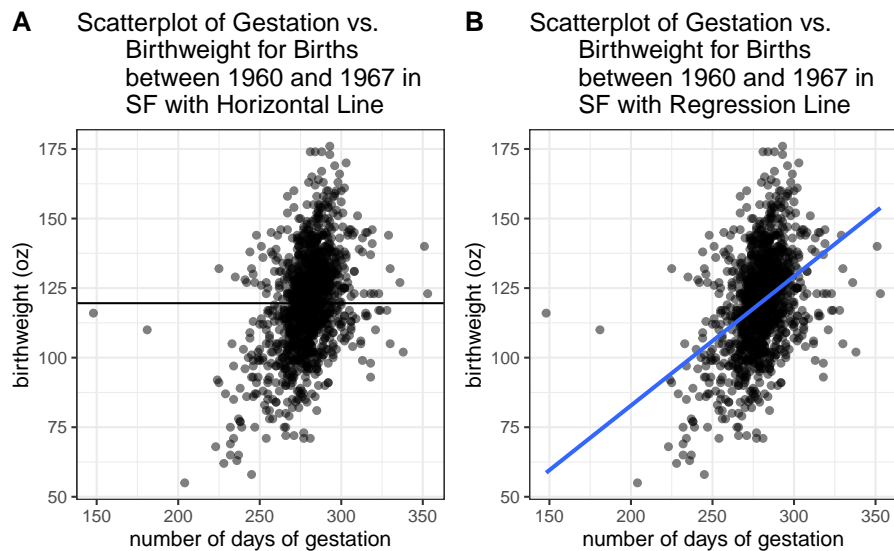 A
Scatterplot of Gestation vs.
Birthweight for Births
between 1960 and 1967 in
SF with Horizontal Line
175
150
125
100
75
50
birthweight (oz)
150
200
250
300
350
number of days of gestation
B
Scatterplot of Gestation vs.
Birthweight for Births
between 1960 and 1967 in
SF with Regression Line
175
150
125
100
75
50
birthweight (oz)
150
200
250
300
350
number of days of gestation